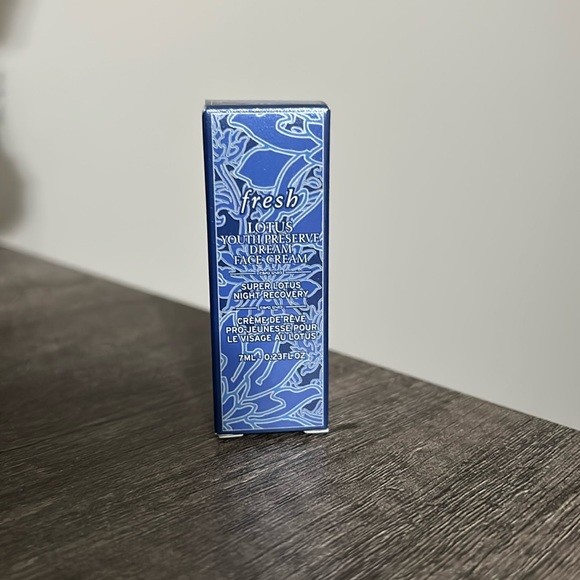 fresh
LOTUS
YOUTH PRESERVE
DREAM
FACE CREAM
SUPER LOTUS
NIGHT RECOVERY
CRÈME DE RÊVE
PRO-JEUNESSE POUR
LE VISAGE AU LOTUS
7ML · 0.23FL.OZ